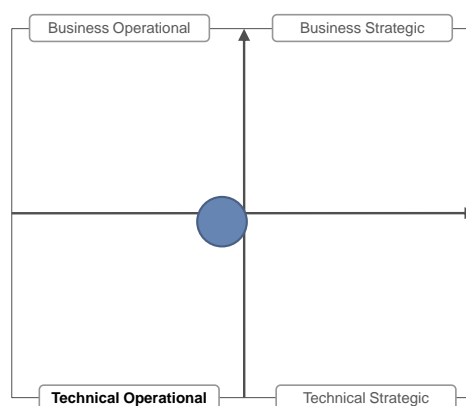 Business Operational
Business Strategic
Technical Operational
Technical Strategic